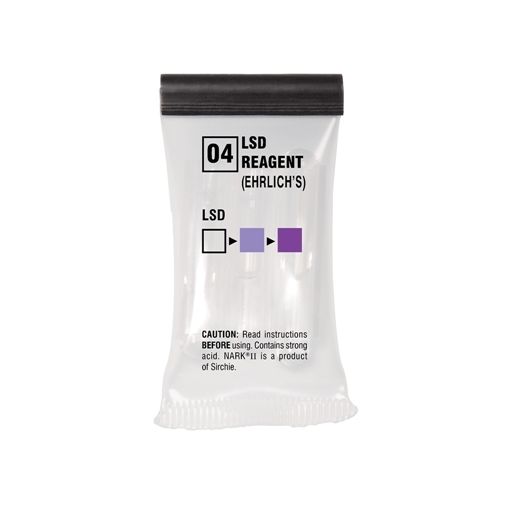 04
LSD
REAGENT
(EHRLICH'S)
LSD
CAUTION: Read instructions
BEFORE using. Contains strong
acid. NARK®II is a product
of Sirchie.